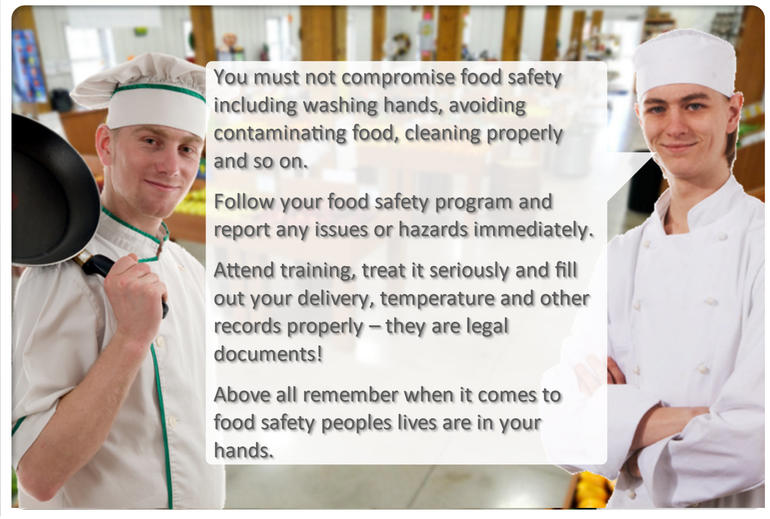 You must not compromise food safety
including washing hands, avoiding
contaminating food, cleaning properly
and so on.
Follow your food safety program and
report any issues or hazards immediately.
Attend training, treat it seriously and fill
out your delivery, temperature and other
records properly – they are legal
documents!
Above all remember when it comes to
food safety peoples lives are in your
hands.